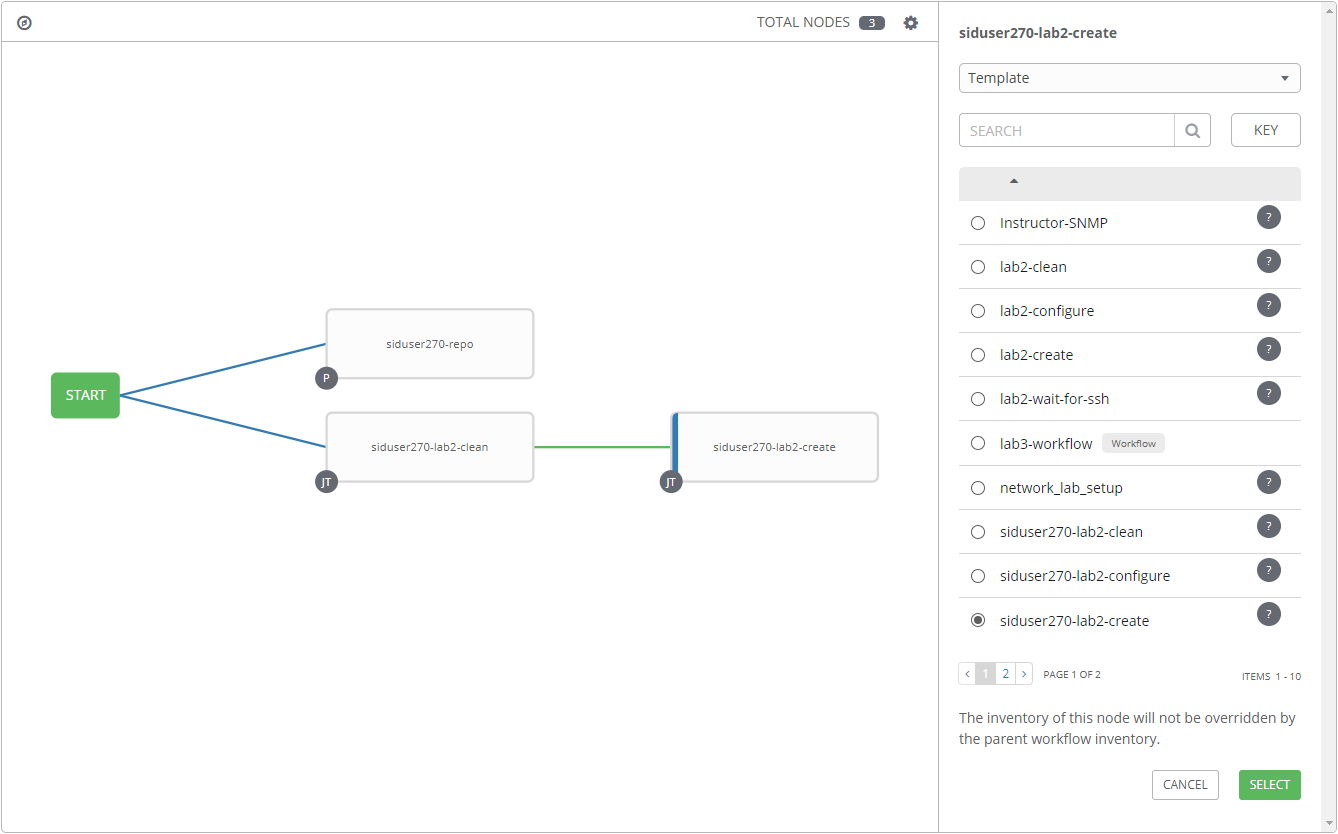 TOTAL NODES 3
START
siduser270-repo
P
siduser270-lab2-clean
JT
siduser270-lab2-create
JT
siduser270-lab2-create
Template
SEARCH
KEY
Instructor-SNMP ?
lab2-clean ?
lab2-configure ?
lab2-create ?
lab2-wait-for-ssh ?
lab3-workflow Workflow
network_lab_setup ?
siduser270-lab2-clean ?
siduser270-lab2-configure ?
siduser270-lab2-create ?
< 1 2 > PAGE 1 OF 2 ITEMS 1 - 10
The inventory of this node will not be overridden by
the parent workflow inventory.
CANCEL SELECT